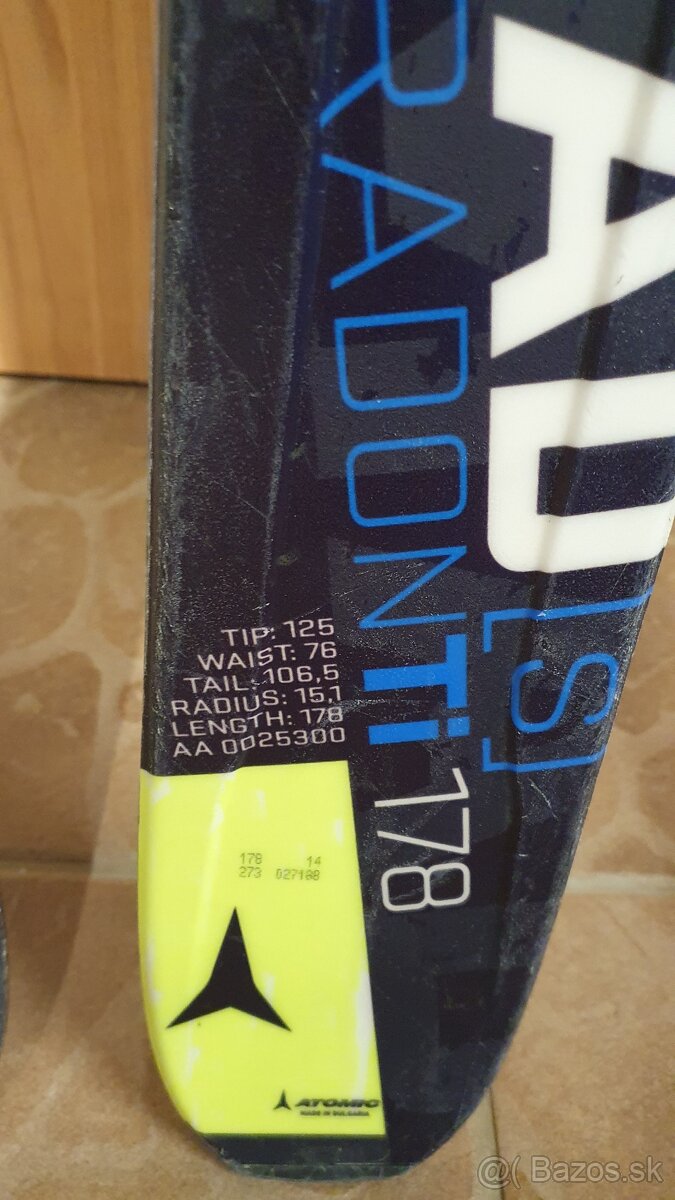 RADON Ti 178
AD [S]
TIP: 125
WAIST: 76
TAIL: 106,5
RADIUS: 15,1
LENGTH: 178
AA 0025300
178 14
273 027188
ATOMIC
MADE IN BULGARIA
@( Bazos.sk